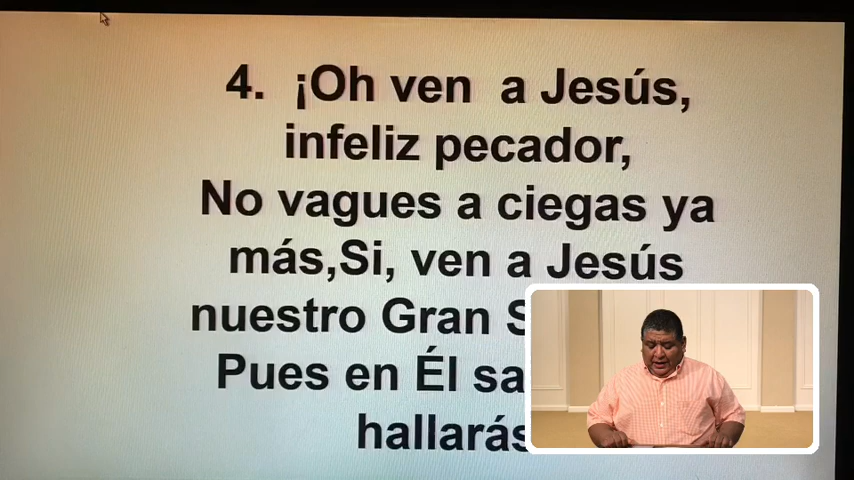 4. ¡Oh ven a Jesús,
infeliz pecador,
No vagues a ciegas ya
más,Si, ven a Jesús
nuestro Gran
Pues en Él
hallarás